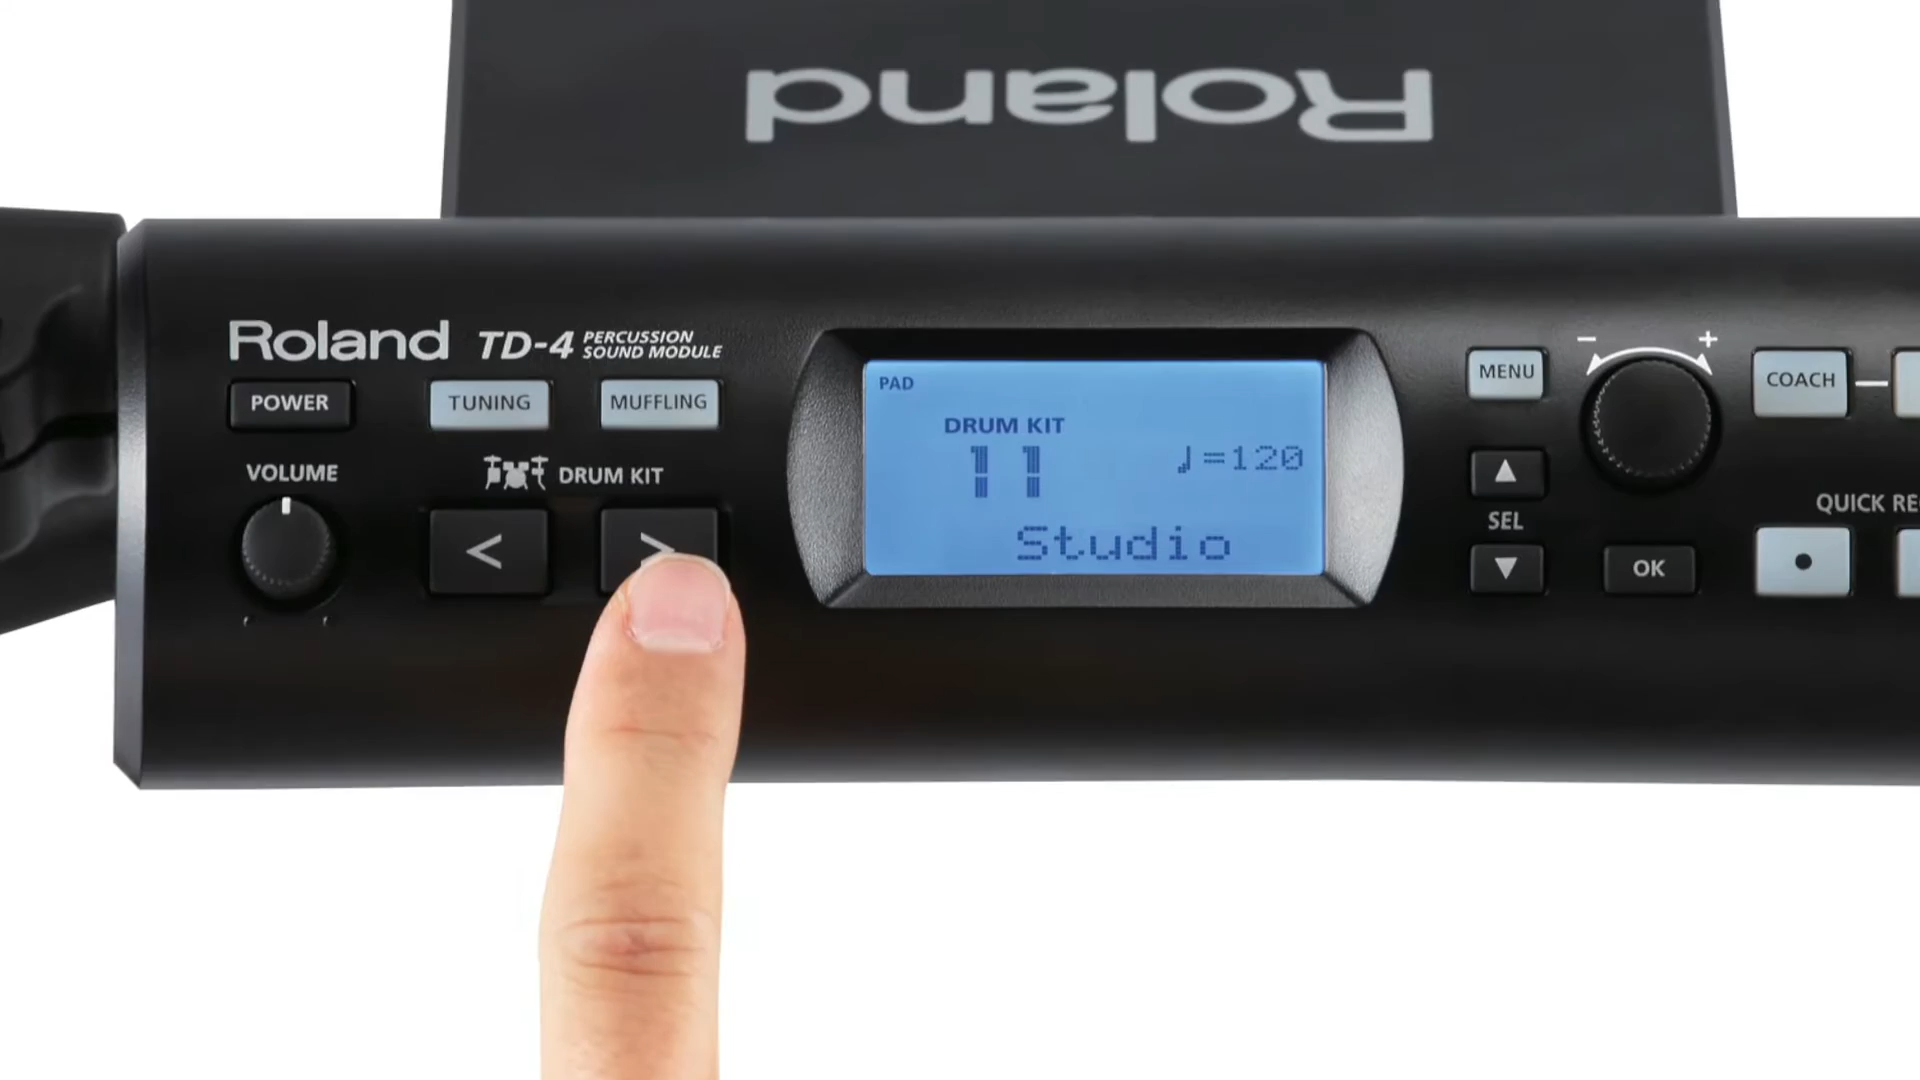 Roland
Roland TD-4 PERCUSSION SOUND MODULE
POWER
TUNING
MUFFLING
VOLUME
DRUM KIT
<
>
PAD
DRUM KIT
11
♩=120
Studio
MENU
▲
SEL
▼
- +
OK
COACH
QUICK RE
●